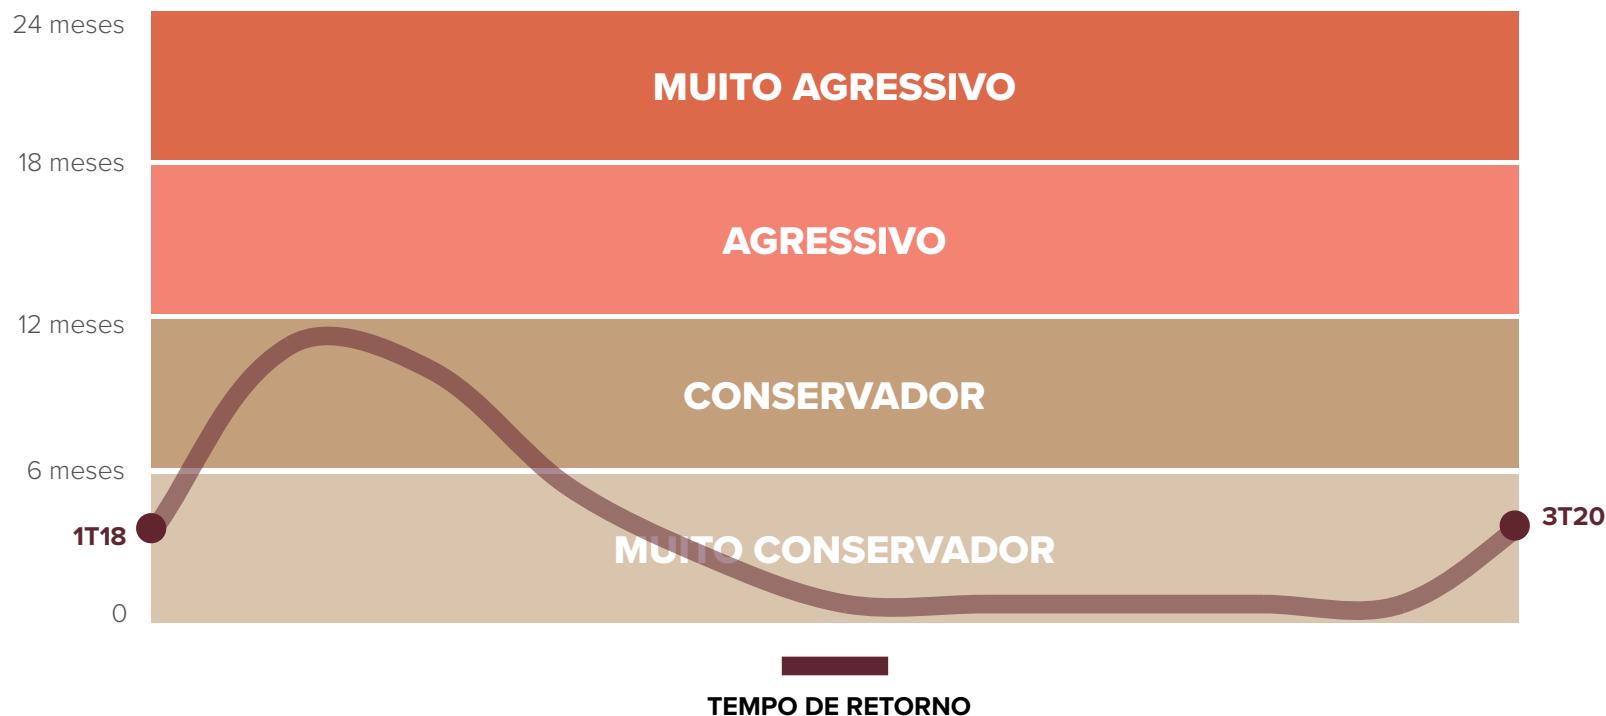 24 meses
MUITO AGRESSIVO
18 meses
AGRESSIVO
12 meses
CONSERVADOR
6 meses
1T18
3T20
MUITO CONSERVADOR
0
TEMPO DE RETORNO